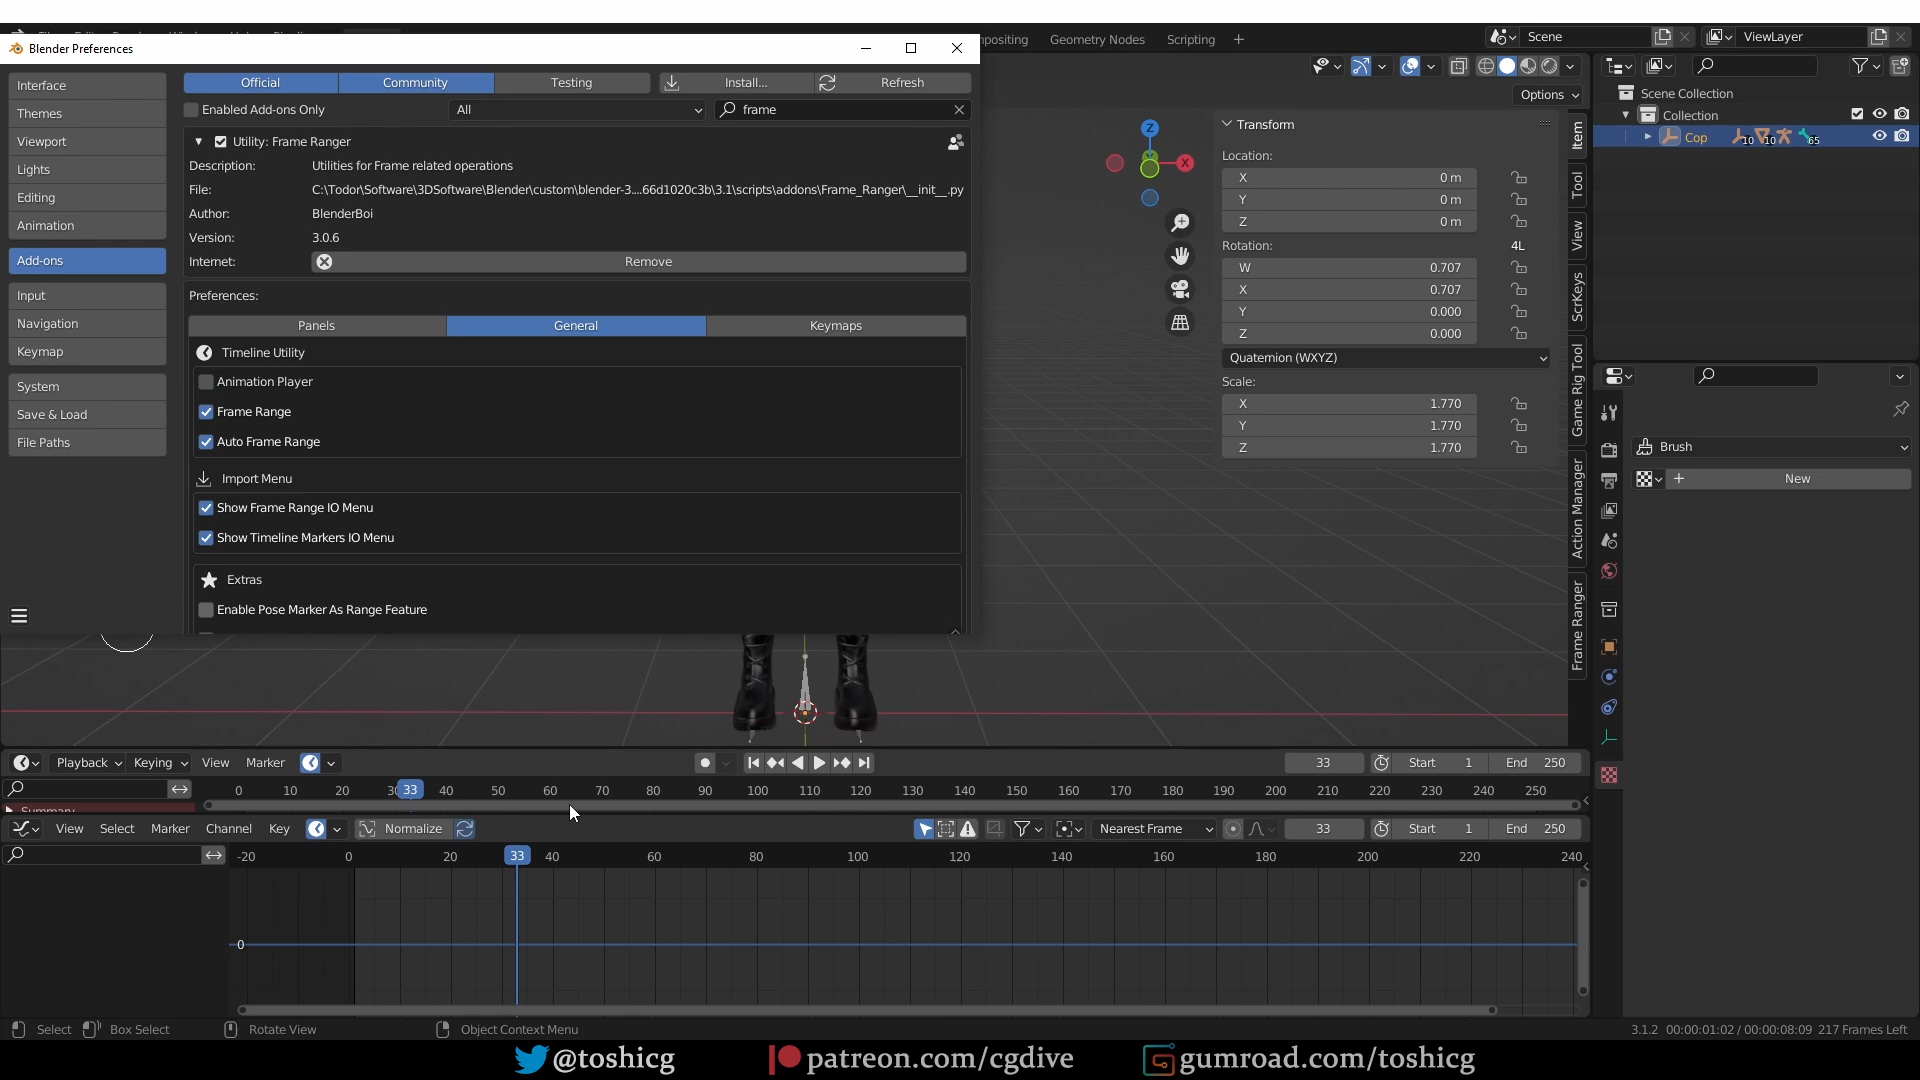 Blender Preferences
npositing
Geometry Nodes
Scripting
Scene
ViewLayer
Interface
Themes
Viewport
Lights
Editing
Animation
Add-ons
Input
Navigation
Keymap
System
Save & Load
File Paths
Official
Community
Testing
Install...
Refresh
Enabled Add-ons Only
All
frame
Utility: Frame Ranger
Description: Utilities for Frame related operations
File: C:\Todor\Software\3DSoftware\Blender\custom\blender-3....66d1020c3b\3.1\scripts\addons\Frame_Ranger\__init__.py
Author: BlenderBoi
Version: 3.0.6
Internet: Remove
Preferences:
Panels
General
Keymaps
Timeline Utility
Animation Player
Frame Range
Auto Frame Range
Import Menu
Show Frame Range IO Menu
Show Timeline Markers IO Menu
Extras
Enable Pose Marker As Range Feature
Options
Z
Y
X
Transform
Location:
X 0 m
Y 0 m
Z 0 m
Rotation: 4L
W 0.707
X 0.707
Y 0.000
Z 0.000
Quaternion (WXYZ)
Scale:
X 1.770
Y 1.770
Z 1.770
Item
Tool
View
ScrKeys
Game Rig Tool
Action Manager
Frame Ranger
Scene Collection
Collection
Cop 10 10 65
Brush
New
Playback
Keying
View
Marker
33
Start 1
End 250
0 10 20 30 33 40 50 60 70 80 90 100 110 120 130 140 150 160 170 180 190 200 210 220 230 240 250
Summary
View
Select
Marker
Channel
Key
Normalize
Nearest Frame
33
Start 1
End 250
-20 0 20 33 40 60 80 100 120 140 160 180 200 220 240
0
Select
Box Select
Rotate View
Object Context Menu
3.1.2 00:00:01:02 / 00:00:08:09 217 Frames Left
@toshicg
patreon.com/cgdive
gumroad.com/toshicg